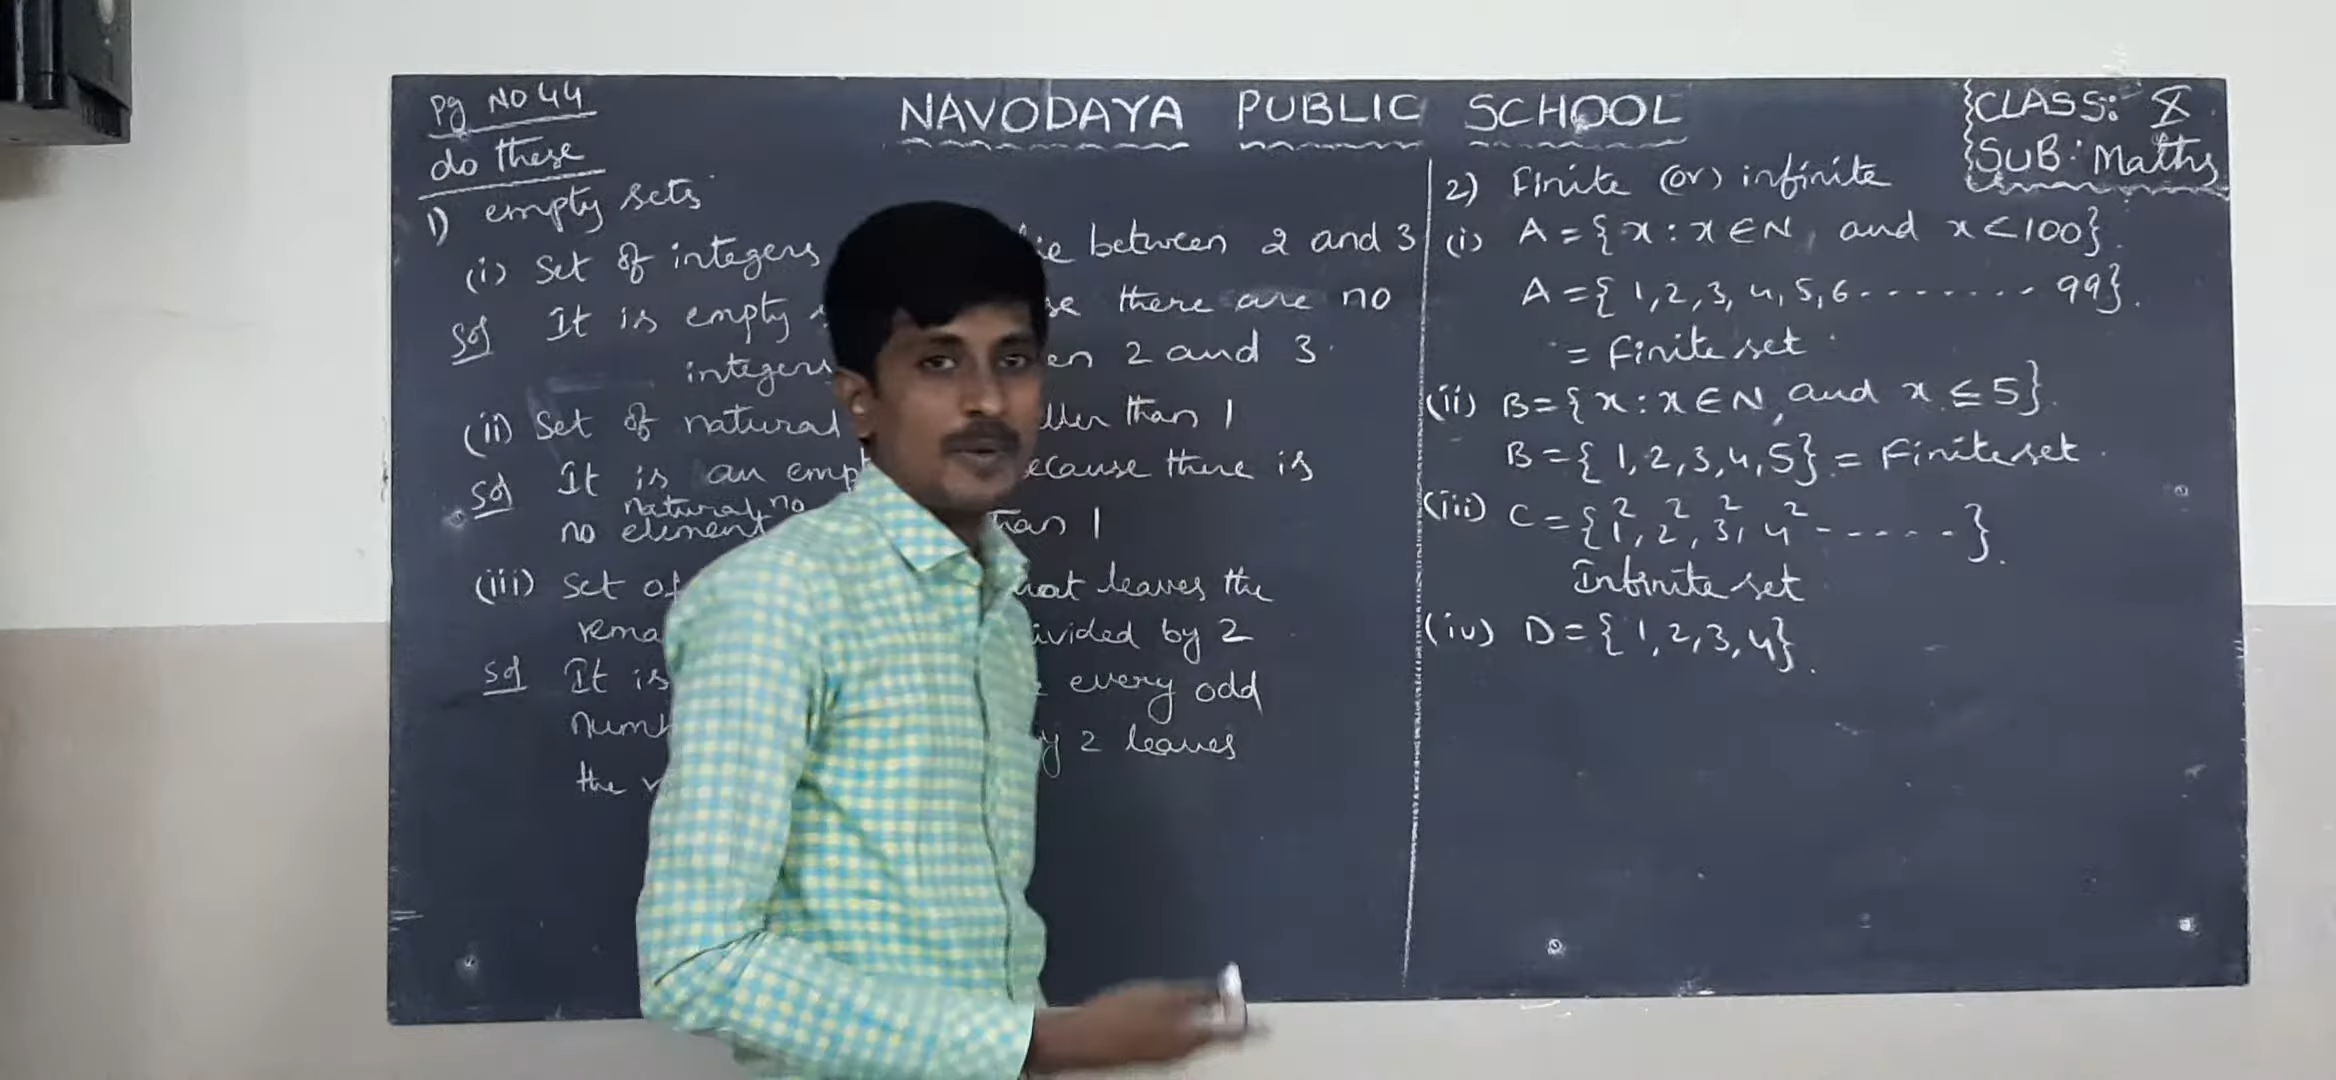 Pg NO 44
do these
NAVODAYA PUBLIC SCHOOL
CLASS: X
SUB: Maths
1) empty sets
(i) Set of integers between 2 and 3
Sol It is empty there are no
integers 2 and 3.
(ii) Set of natural than 1
Sol It is an because there is
natural no
no element than 1
(iii) Set of that leaves the
divided by 2
Sol It is every odd
by 2 leaves
the
2) Finite (or) infinite
(i) A = { x : x ∈ N, and x < 100}.
A = { 1, 2, 3, 4, 5, 6 - - - - - - - - 99}.
= Finite set
(ii) B = { x : x ∈ N, and x ≤ 5}.
B = { 1, 2, 3, 4, 5} = Finite set.
(iii) C = { 1², 2², 3², 4² - - - - - }.
Infinite set
(iv) D = { 1, 2, 3, 4}.